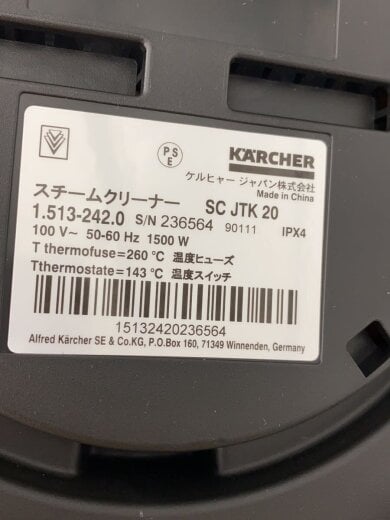 PS
E
KÄRCHER
ケルヒャー ジャパン株式会社
Made in China
スチームクリーナー SC JTK 20
1.513-242.0 S/N 236564 90111 IPX4
100 V~ 50-60 Hz 1500 W
T thermofuse=260 ℃ 温度ヒューズ
Tthermostate=143 ℃ 温度スイッチ
15132420236564
Alfred Kärcher SE & Co.KG, P.O.Box 160, 71349 Winnenden, Germany